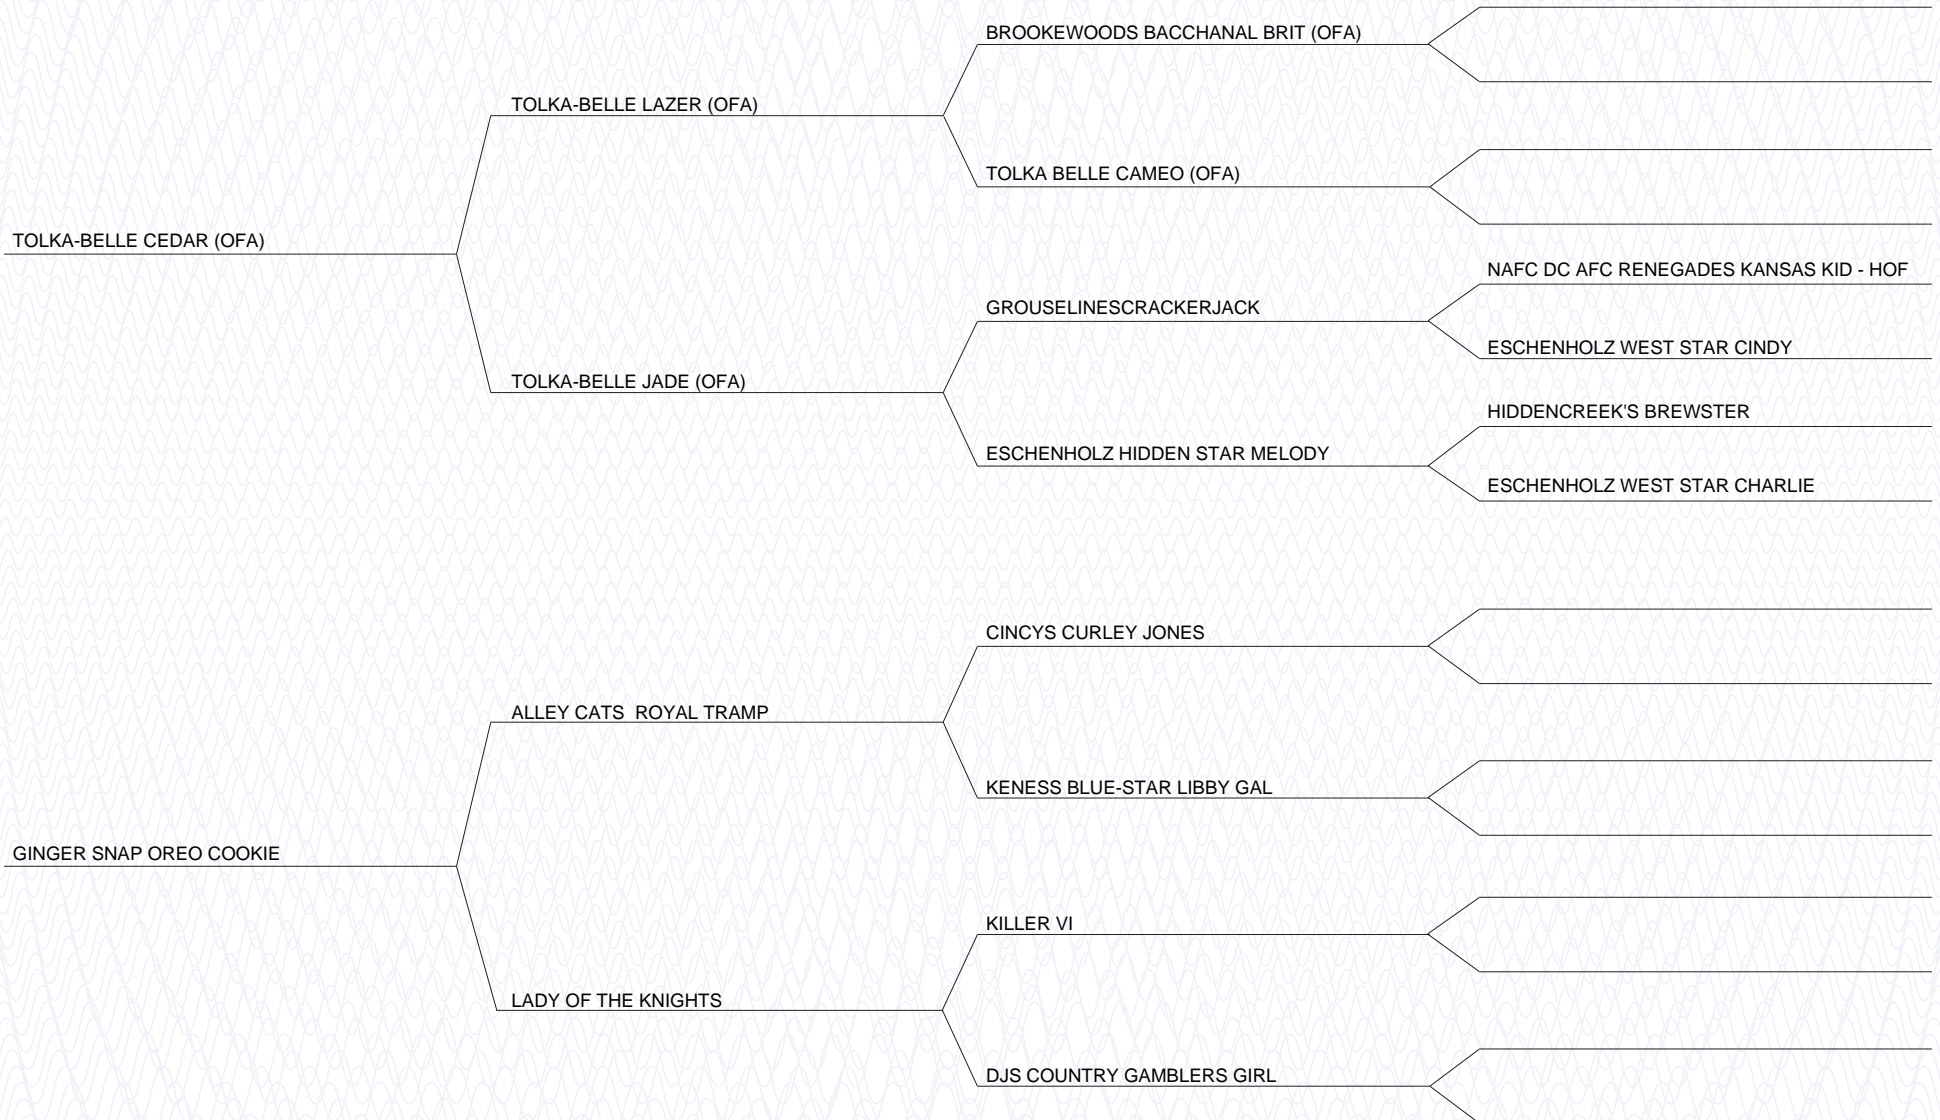 BROOKEWOODS BACCHANAL BRIT (OFA)
TOLKA-BELLE LAZER (OFA)
TOLKA BELLE CAMEO (OFA)
TOLKA-BELLE CEDAR (OFA)
NAFC DC AFC RENEGADES KANSAS KID - HOF
GROUSELINESCRACKERJACK
ESCHENHOLZ WEST STAR CINDY
TOLKA-BELLE JADE (OFA)
HIDDENCREEK'S BREWSTER
ESCHENHOLZ HIDDEN STAR MELODY
ESCHENHOLZ WEST STAR CHARLIE
CINCYS CURLEY JONES
ALLEY CATS  ROYAL TRAMP
KENESS BLUE-STAR LIBBY GAL
GINGER SNAP OREO COOKIE
KILLER VI
LADY OF THE KNIGHTS
DJS COUNTRY GAMBLERS GIRL